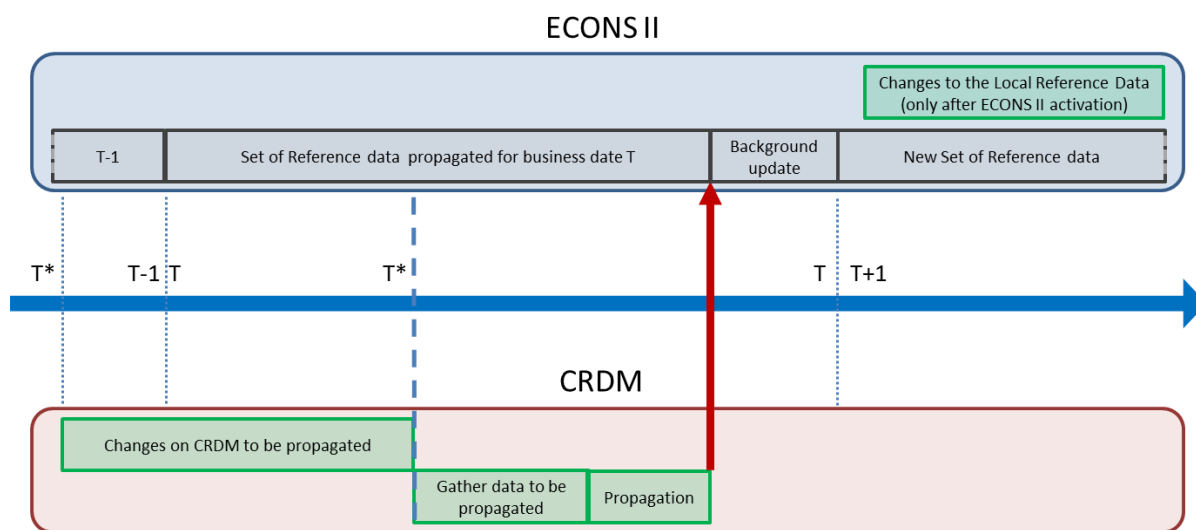 ECONS II
Changes to the Local Reference Data
(only after ECONS II activation)
T-1
Set of Reference data propagated for business date T
Background
update
New Set of Reference data
T*
T-1
T
T*
T
T+1
CRDM
Changes on CRDM to be propagated
Gather data to be
propagated
Propagation